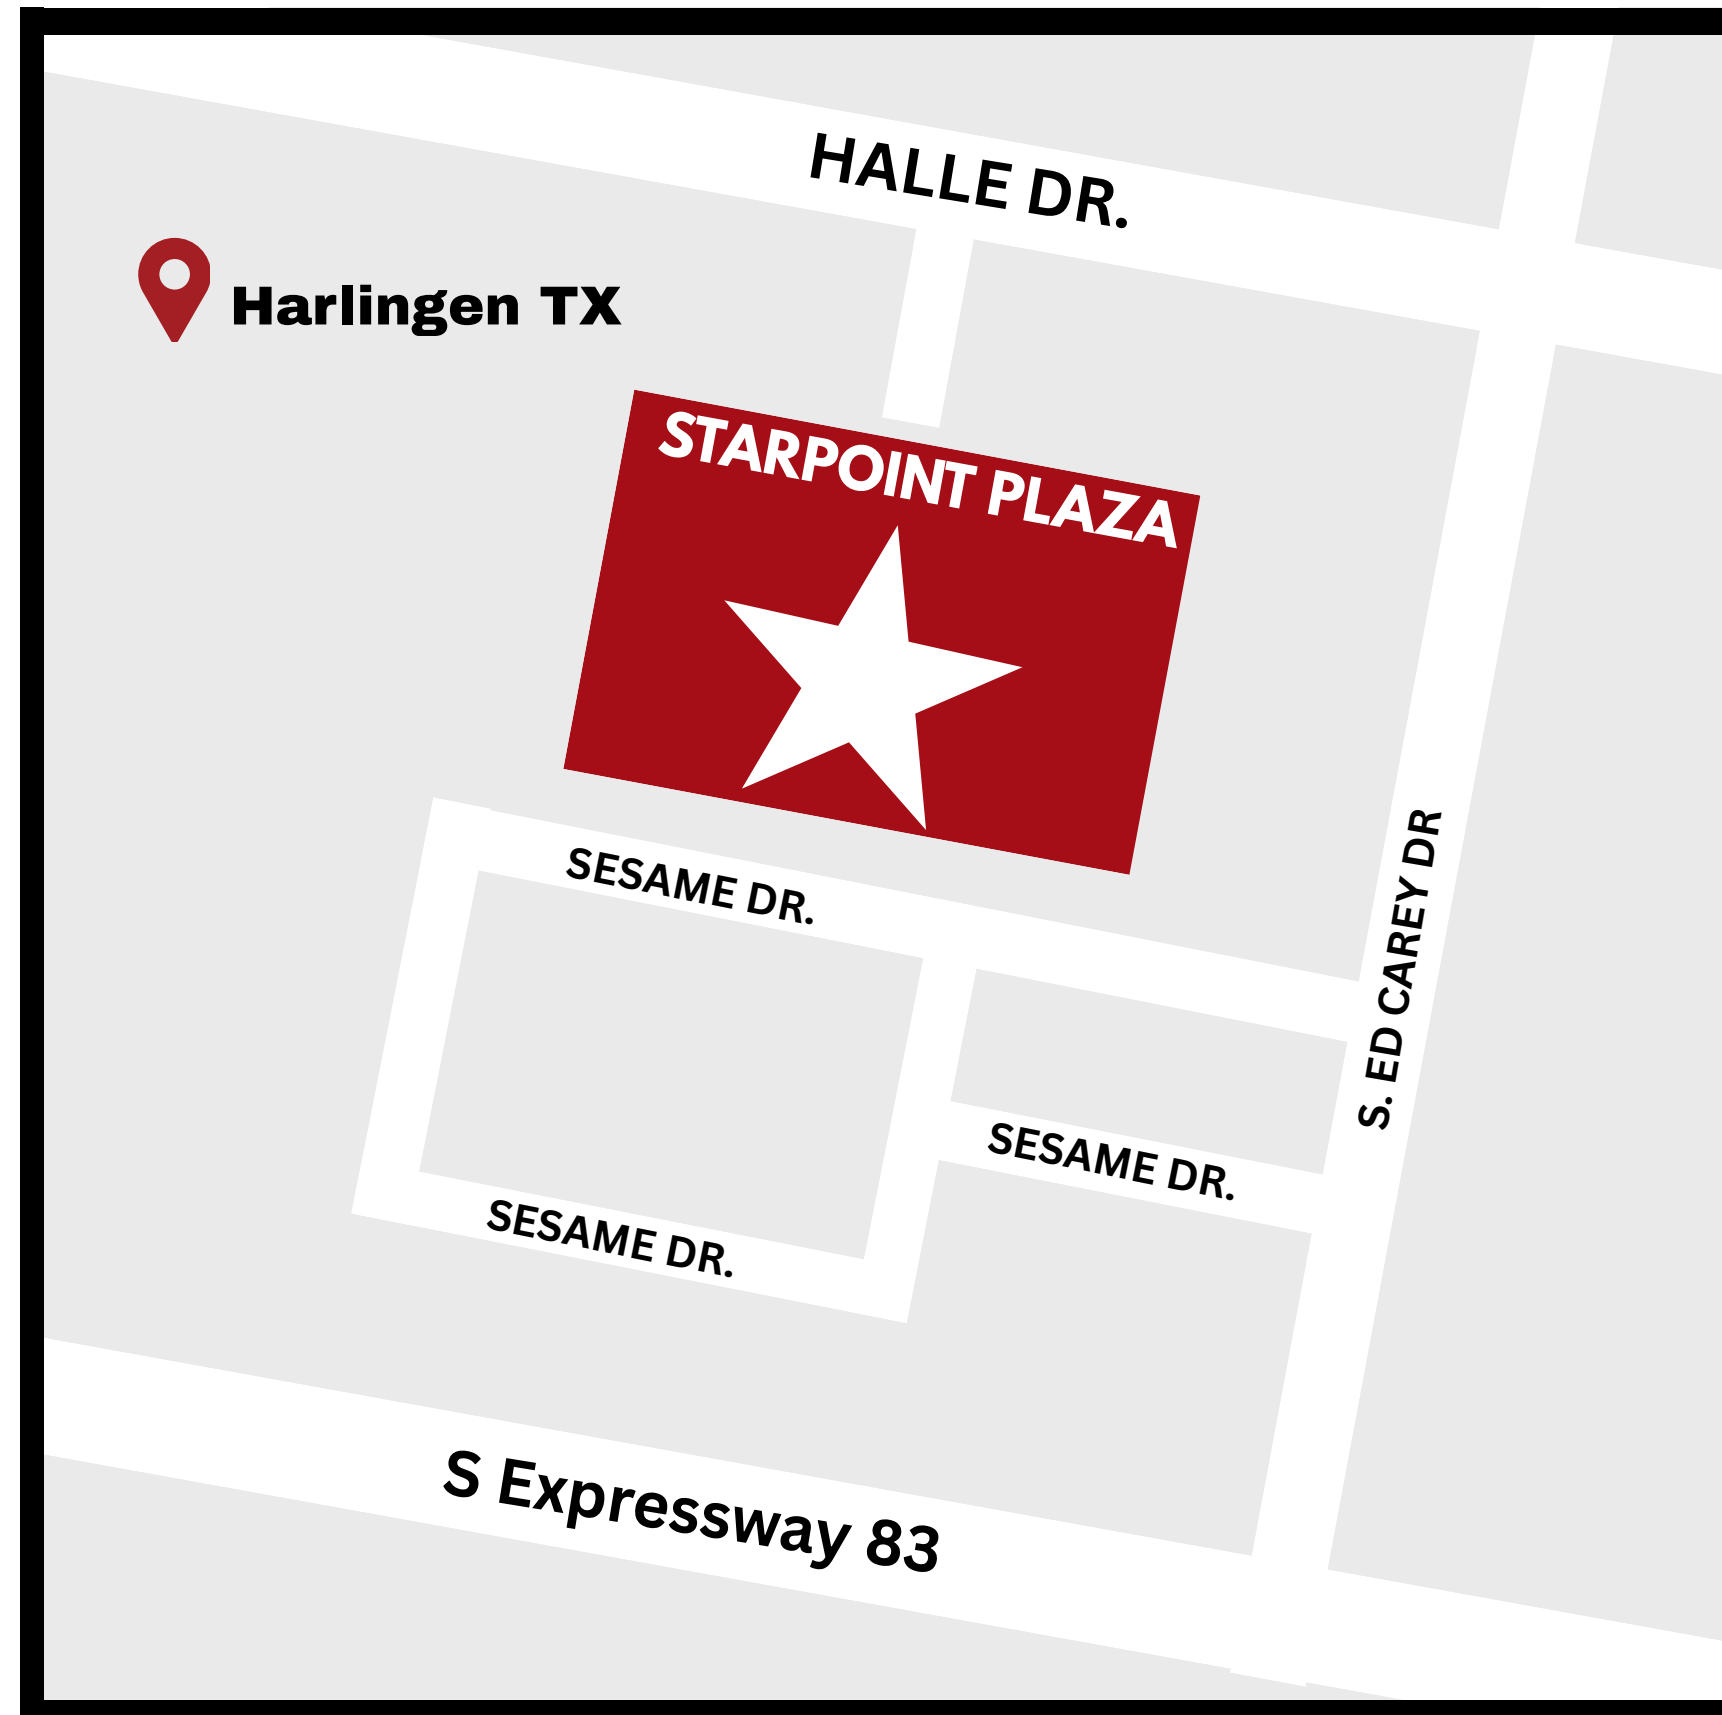 HALLE DR.
Harlingen TX
STARPOINT PLAZA
SESAME DR.
S. ED CAREY DR
SESAME DR.
SESAME DR.
S Expressway 83